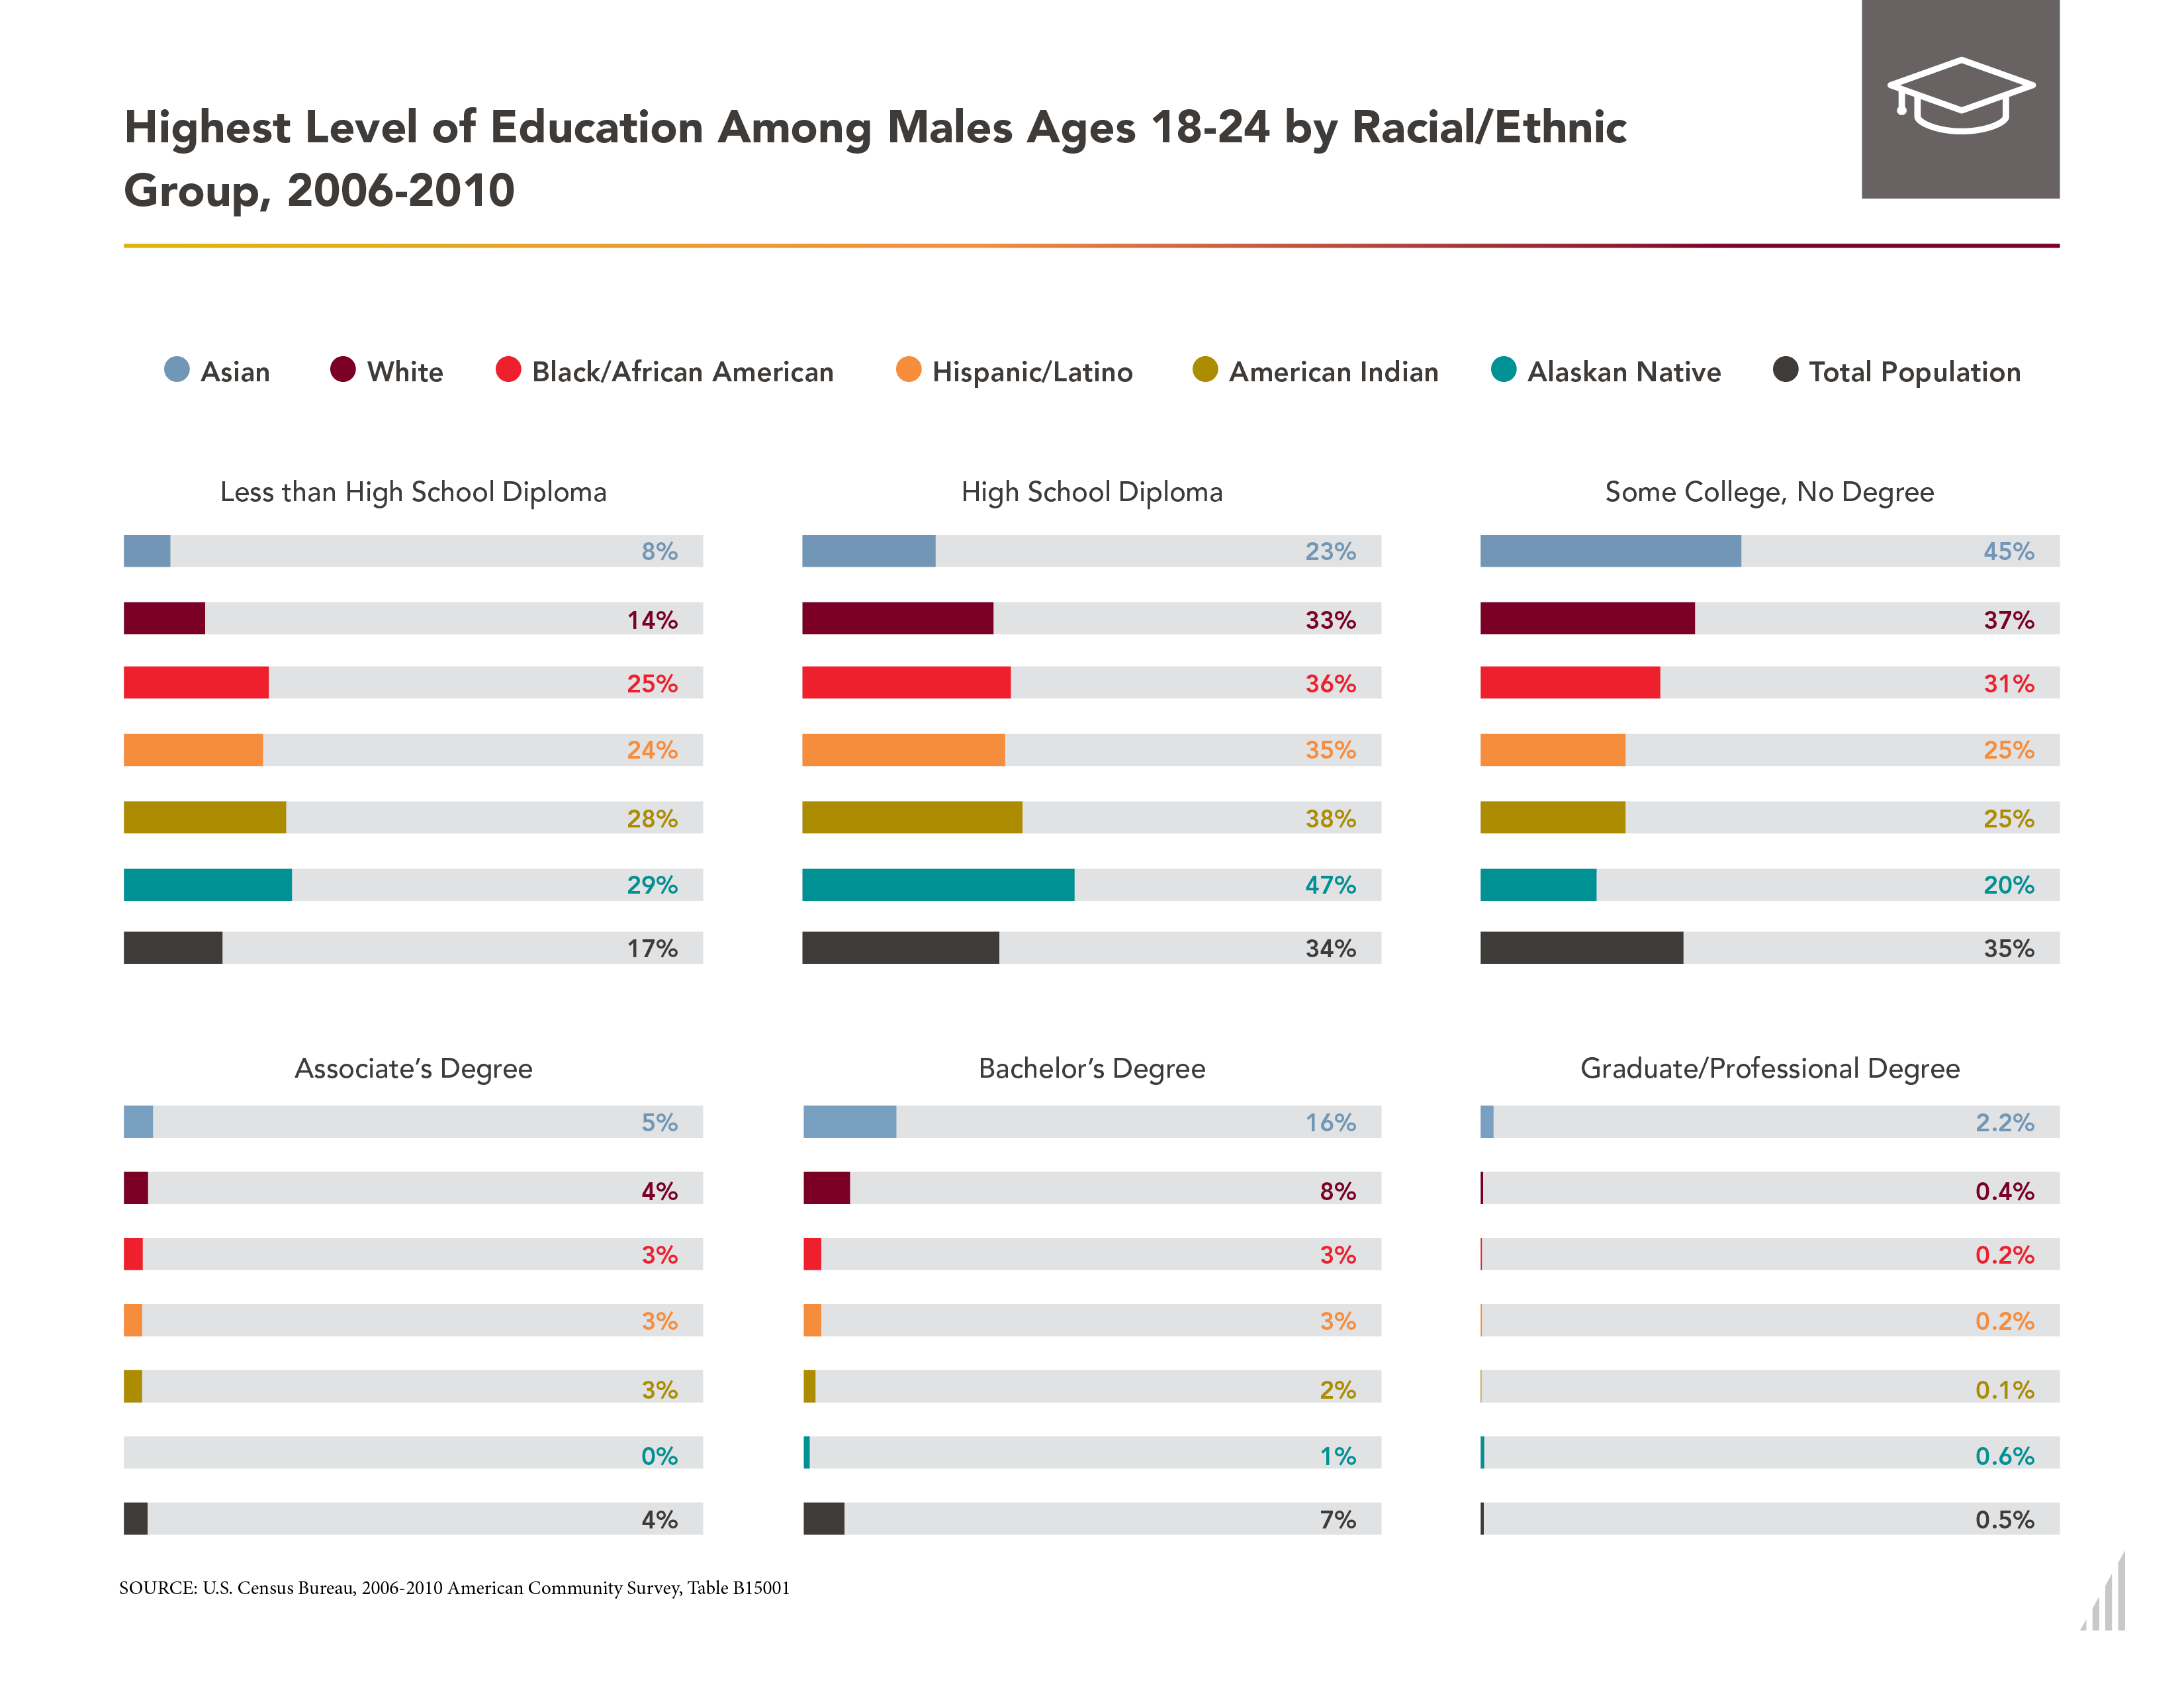 Highest Level of Education Among Males Ages 18-24 by Racial/Ethnic
Group, 2006-2010
Asian
White
Black/African American
Hispanic/Latino
American Indian
Alaskan Native
Total Population
Less than High School Diploma
8%
14%
25%
24%
28%
29%
17%
High School Diploma
23%
33%
36%
35%
38%
47%
34%
Some College, No Degree
45%
37%
31%
25%
25%
20%
35%
Associate’s Degree
5%
4%
3%
3%
3%
0%
4%
Bachelor’s Degree
16%
8%
3%
3%
2%
1%
7%
Graduate/Professional Degree
2.2%
0.4%
0.2%
0.2%
0.1%
0.6%
0.5%
SOURCE: U.S. Census Bureau, 2006-2010 American Community Survey, Table B15001